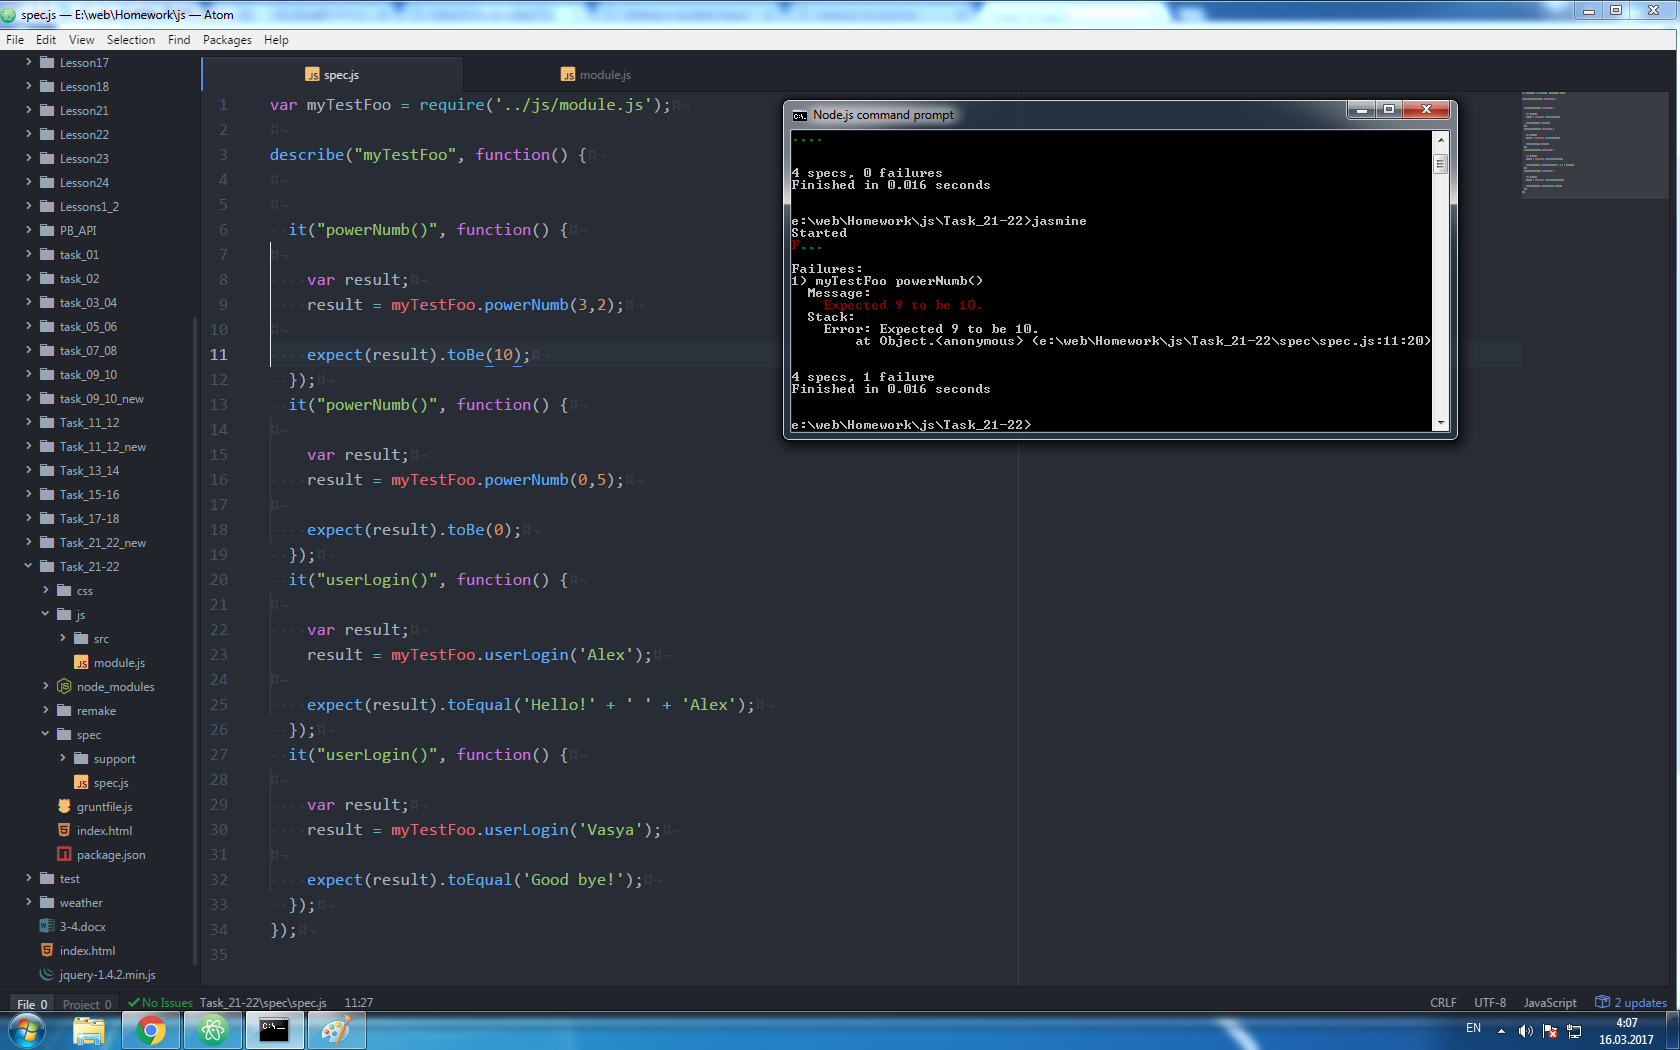 spec.js — E:\web\Homework\js — Atom
File Edit View Selection Find Packages Help
Lesson17
Lesson18
Lesson21
Lesson22
Lesson23
Lesson24
Lessons1_2
PB_API
task_01
task_02
task_03_04
task_05_06
task_07_08
task_09_10
task_09_10_new
Task_11_12
Task_11_12_new
Task_13_14
Task_15-16
Task_17-18
Task_21_22_new
Task_21-22
css
js
src
module.js
node_modules
remake
spec
support
spec.js
gruntfile.js
index.html
package.json
test
weather
3-4.docx
index.html
jquery-1.4.2.min.js
spec.js
module.js
1 var myTestFoo = require('../js/module.js');
2
3 describe("myTestFoo", function() {
4
5
6 it("powerNumb()", function() {
7
8 var result;
9 result = myTestFoo.powerNumb(3,2);
10
11 expect(result).toBe(10);
12 });
13 it("powerNumb()", function() {
14
15 var result;
16 result = myTestFoo.powerNumb(0,5);
17
18 expect(result).toBe(0);
19 });
20 it("userLogin()", function() {
21
22 var result;
23 result = myTestFoo.userLogin('Alex');
24
25 expect(result).toEqual('Hello!' + ' ' + 'Alex');
26 });
27 it("userLogin()", function() {
28
29 var result;
30 result = myTestFoo.userLogin('Vasya');
31
32 expect(result).toEqual('Good bye!');
33 });
34 });
35
Node.js command prompt
....
4 specs, 0 failures
Finished in 0.016 seconds
e:\web\Homework\js\Task_21-22>jasmine
Started
F...
Failures:
1) myTestFoo powerNumb()
Message:
Expected 9 to be 10.
Stack:
Error: Expected 9 to be 10.
at Object.<anonymous> (e:\web\Homework\js\Task_21-22\spec\spec.js:11:20)
4 specs, 1 failure
Finished in 0.016 seconds
e:\web\Homework\js\Task_21-22>
File 0 Project 0 No Issues Task_21-22\spec\spec.js 11:27
CRLF UTF-8 JavaScript 2 updates
EN
4:07
16.03.2017